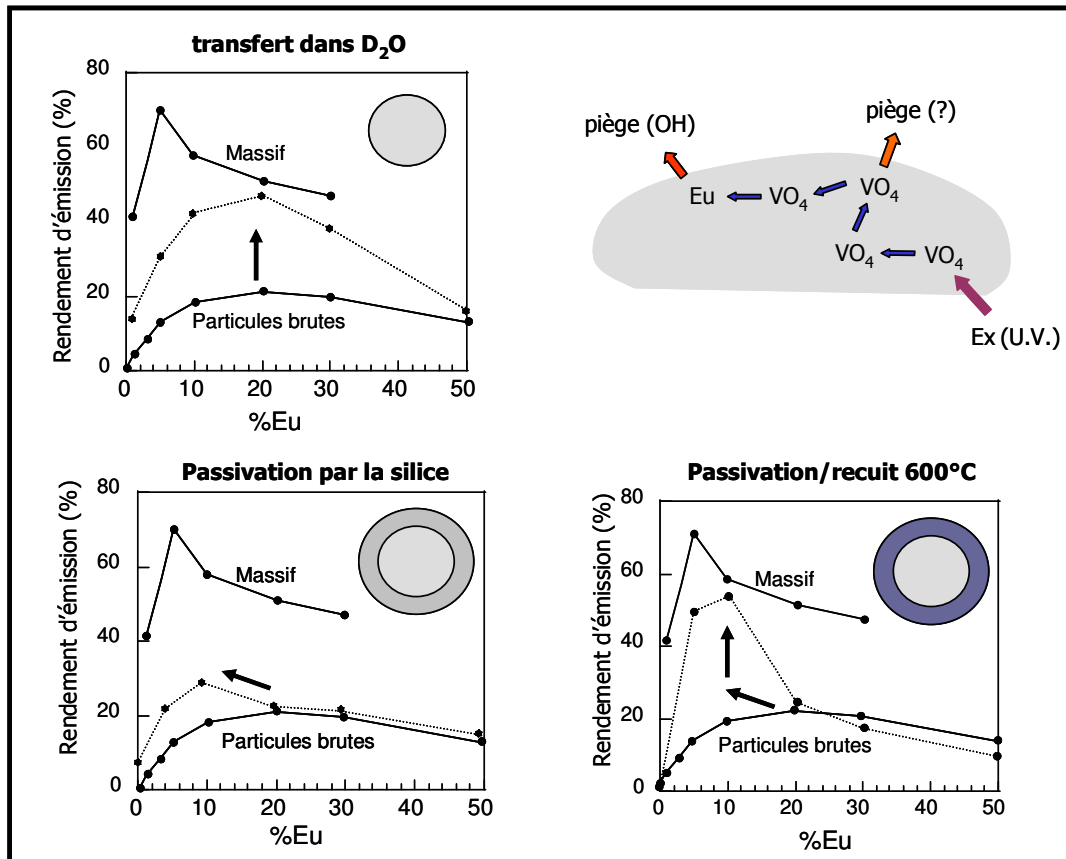 transfert dans D₂O
80
60
40
20
0
Rendement d'émission (%)
Massif
Particules brutes
0 10 20 30 40 50
%Eu
piège (OH)
piège (?)
Eu
VO₄
VO₄
VO₄
VO₄
Ex (U.V.)
Passivation par la silice
80
60
40
20
0
Rendement d'émission (%)
Massif
Particules brutes
0 10 20 30 40 50
%Eu
Passivation/recuit 600°C
80
60
40
20
0
Rendement d'émission (%)
Massif
Particules brutes
0 10 20 30 40 50
%Eu